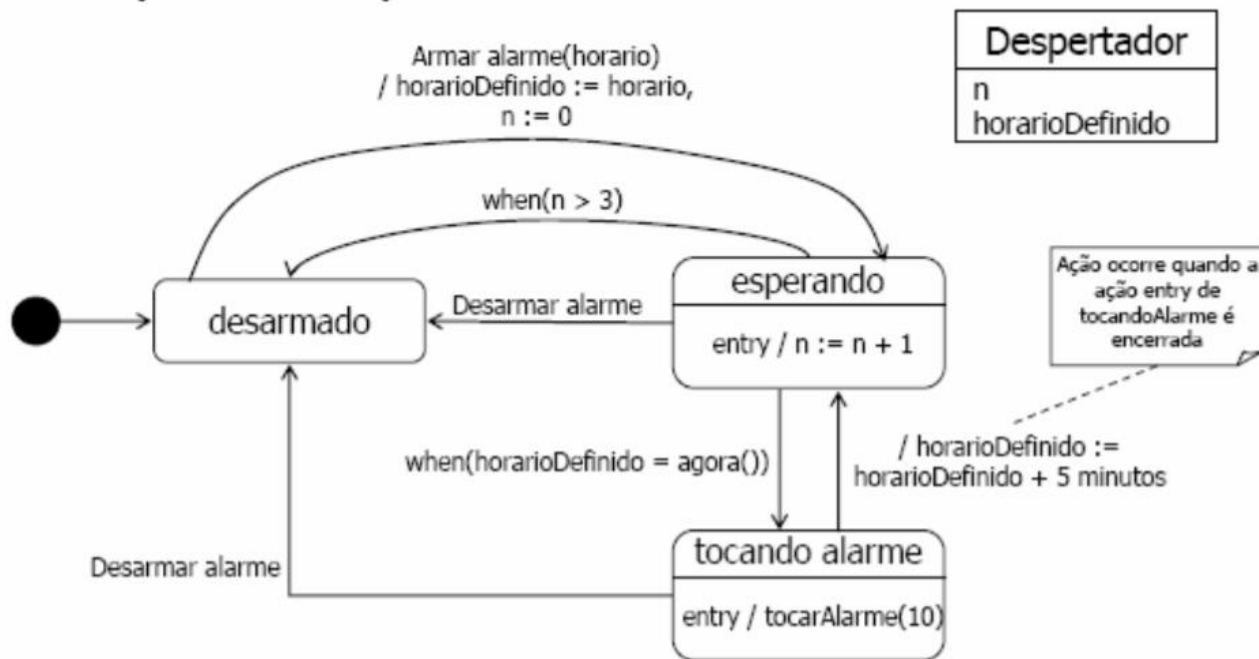 Armar alarme(horario)
/ horarioDefinido := horario,
n := 0
Despertador
n
horarioDefinido
when(n > 3)
desarmado
Desarmar alarme
esperando
entry / n := n + 1
Ação ocorre quando a
ação entry de
tocandoAlarme é
encerrada
when(horarioDefinido = agora())
/ horarioDefinido :=
horarioDefinido + 5 minutos
Desarmar alarme
tocando alarme
entry / tocarAlarme(10)